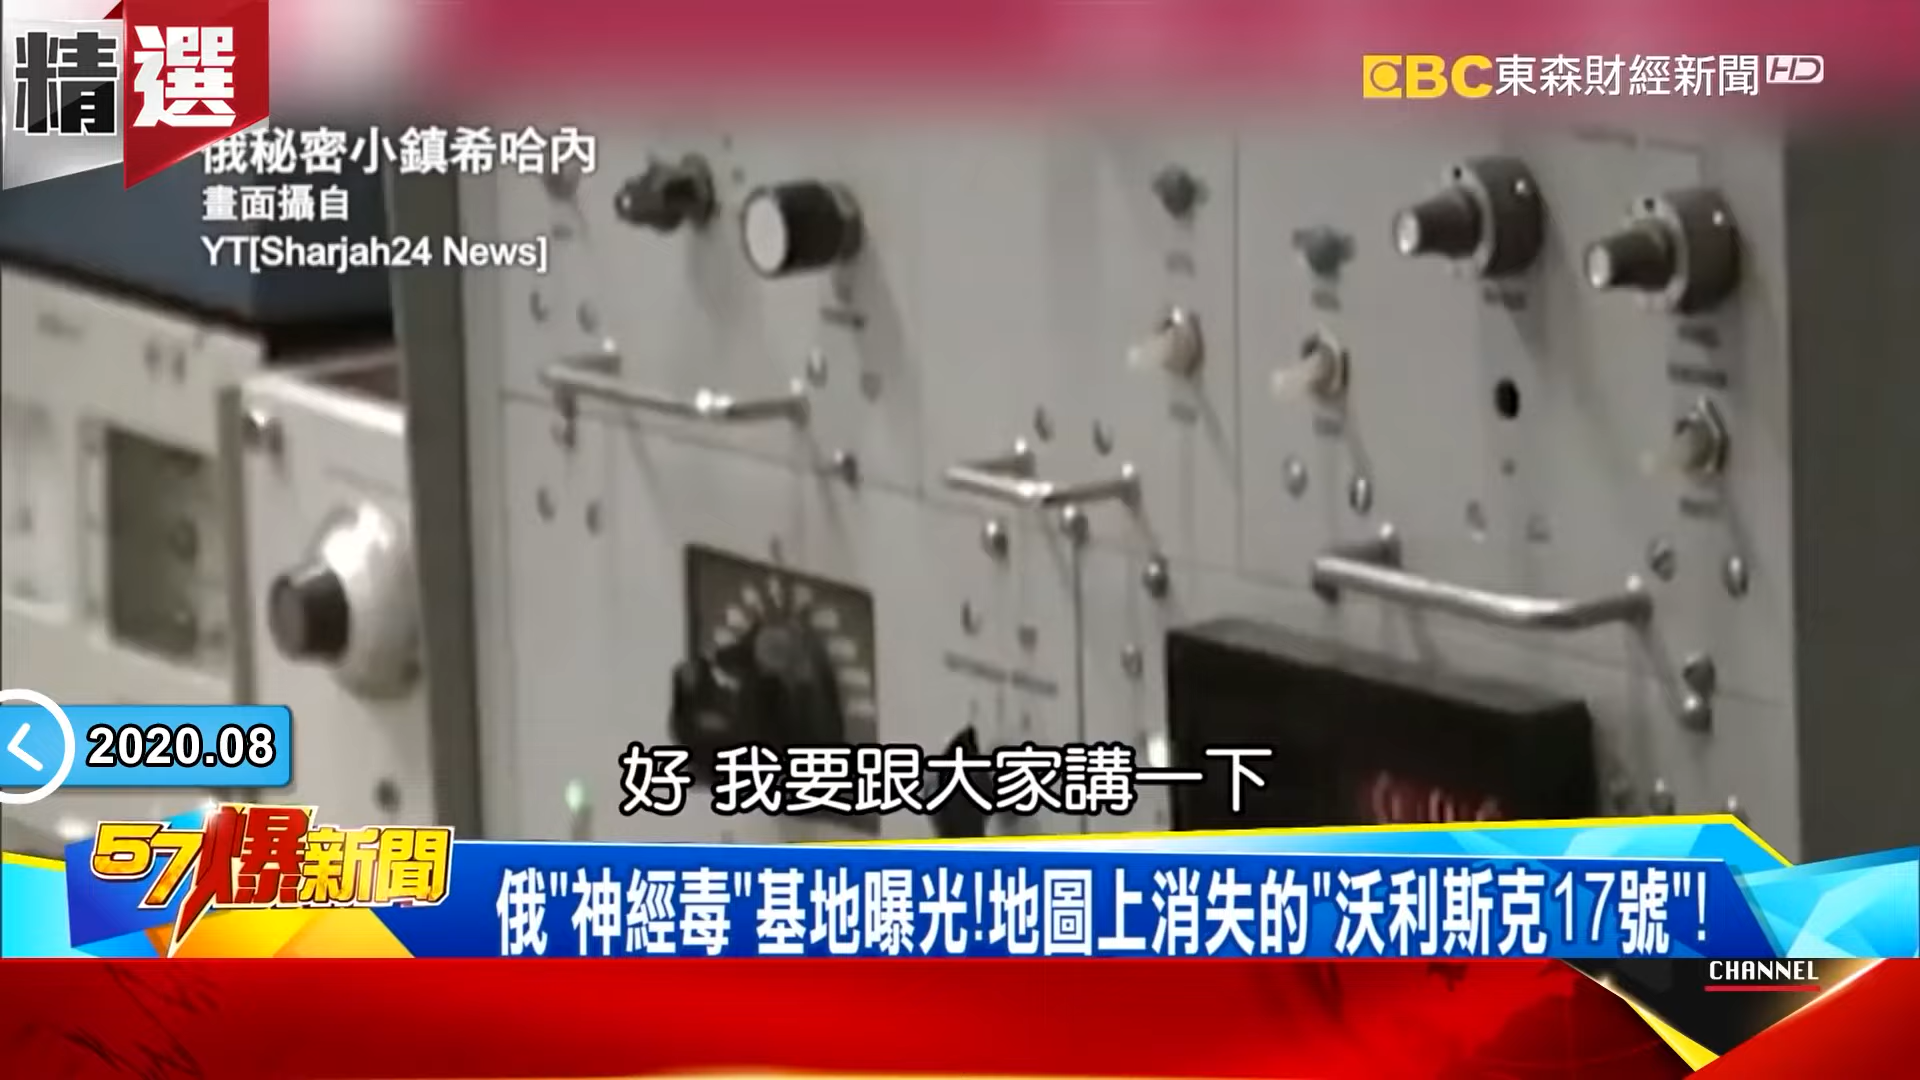 精選
EBC東森財經新聞HD
俄秘密小鎮希哈內
畫面攝自
YT[Sharjah24 News]
2020.08
好 我要跟大家講一下
57爆新聞
俄"神經毒"基地曝光!地圖上消失的"沃利斯克17號"!
CHANNEL